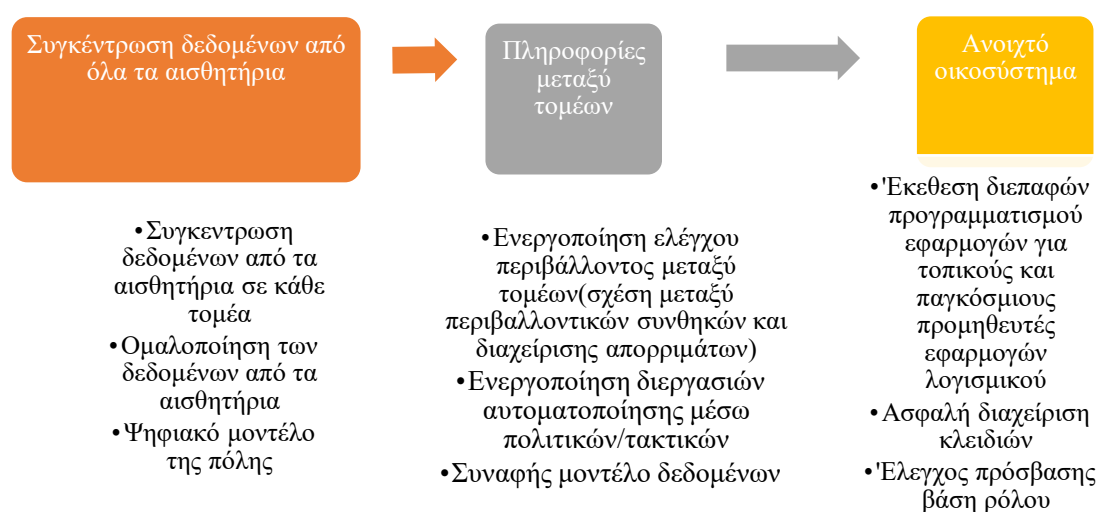 Συγκέντρωση δεδομένων από
όλα τα αισθητήρια
•Συγκεντρωση
δεδομένων από τα
αισθητήρια σε κάθε
τομέα
•Ομαλοποίηση των
δεδομένων από τα
αισθητήρια
•Ψηφιακό μοντέλο
της πόλης
Πληροφορίες
μεταξύ
τομέων
•Ενεργοποίηση ελέγχου
περιβάλλοντος μεταξύ
τομέων(σχέση μεταξύ
περιβαλλοντικών συνθηκών και
διαχείρισης απορριμάτων)
•Ενεργοποίηση διεργασιών
αυτοματοποίησης μέσω
πολιτικών/τακτικών
•Συναφής μοντέλο δεδομένων
Ανοιχτό
οικοσύστημα
•'Εκεθεση διεπαφών
προγραμματισμού
εφαρμογών για
τοπικούς και
παγκόσμιους
προμηθευτές
εφαρμογών
λογισμικού
•Ασφαλή διαχείριση
κλειδιών
•'Ελεγχος πρόσβασης
βάση ρόλου